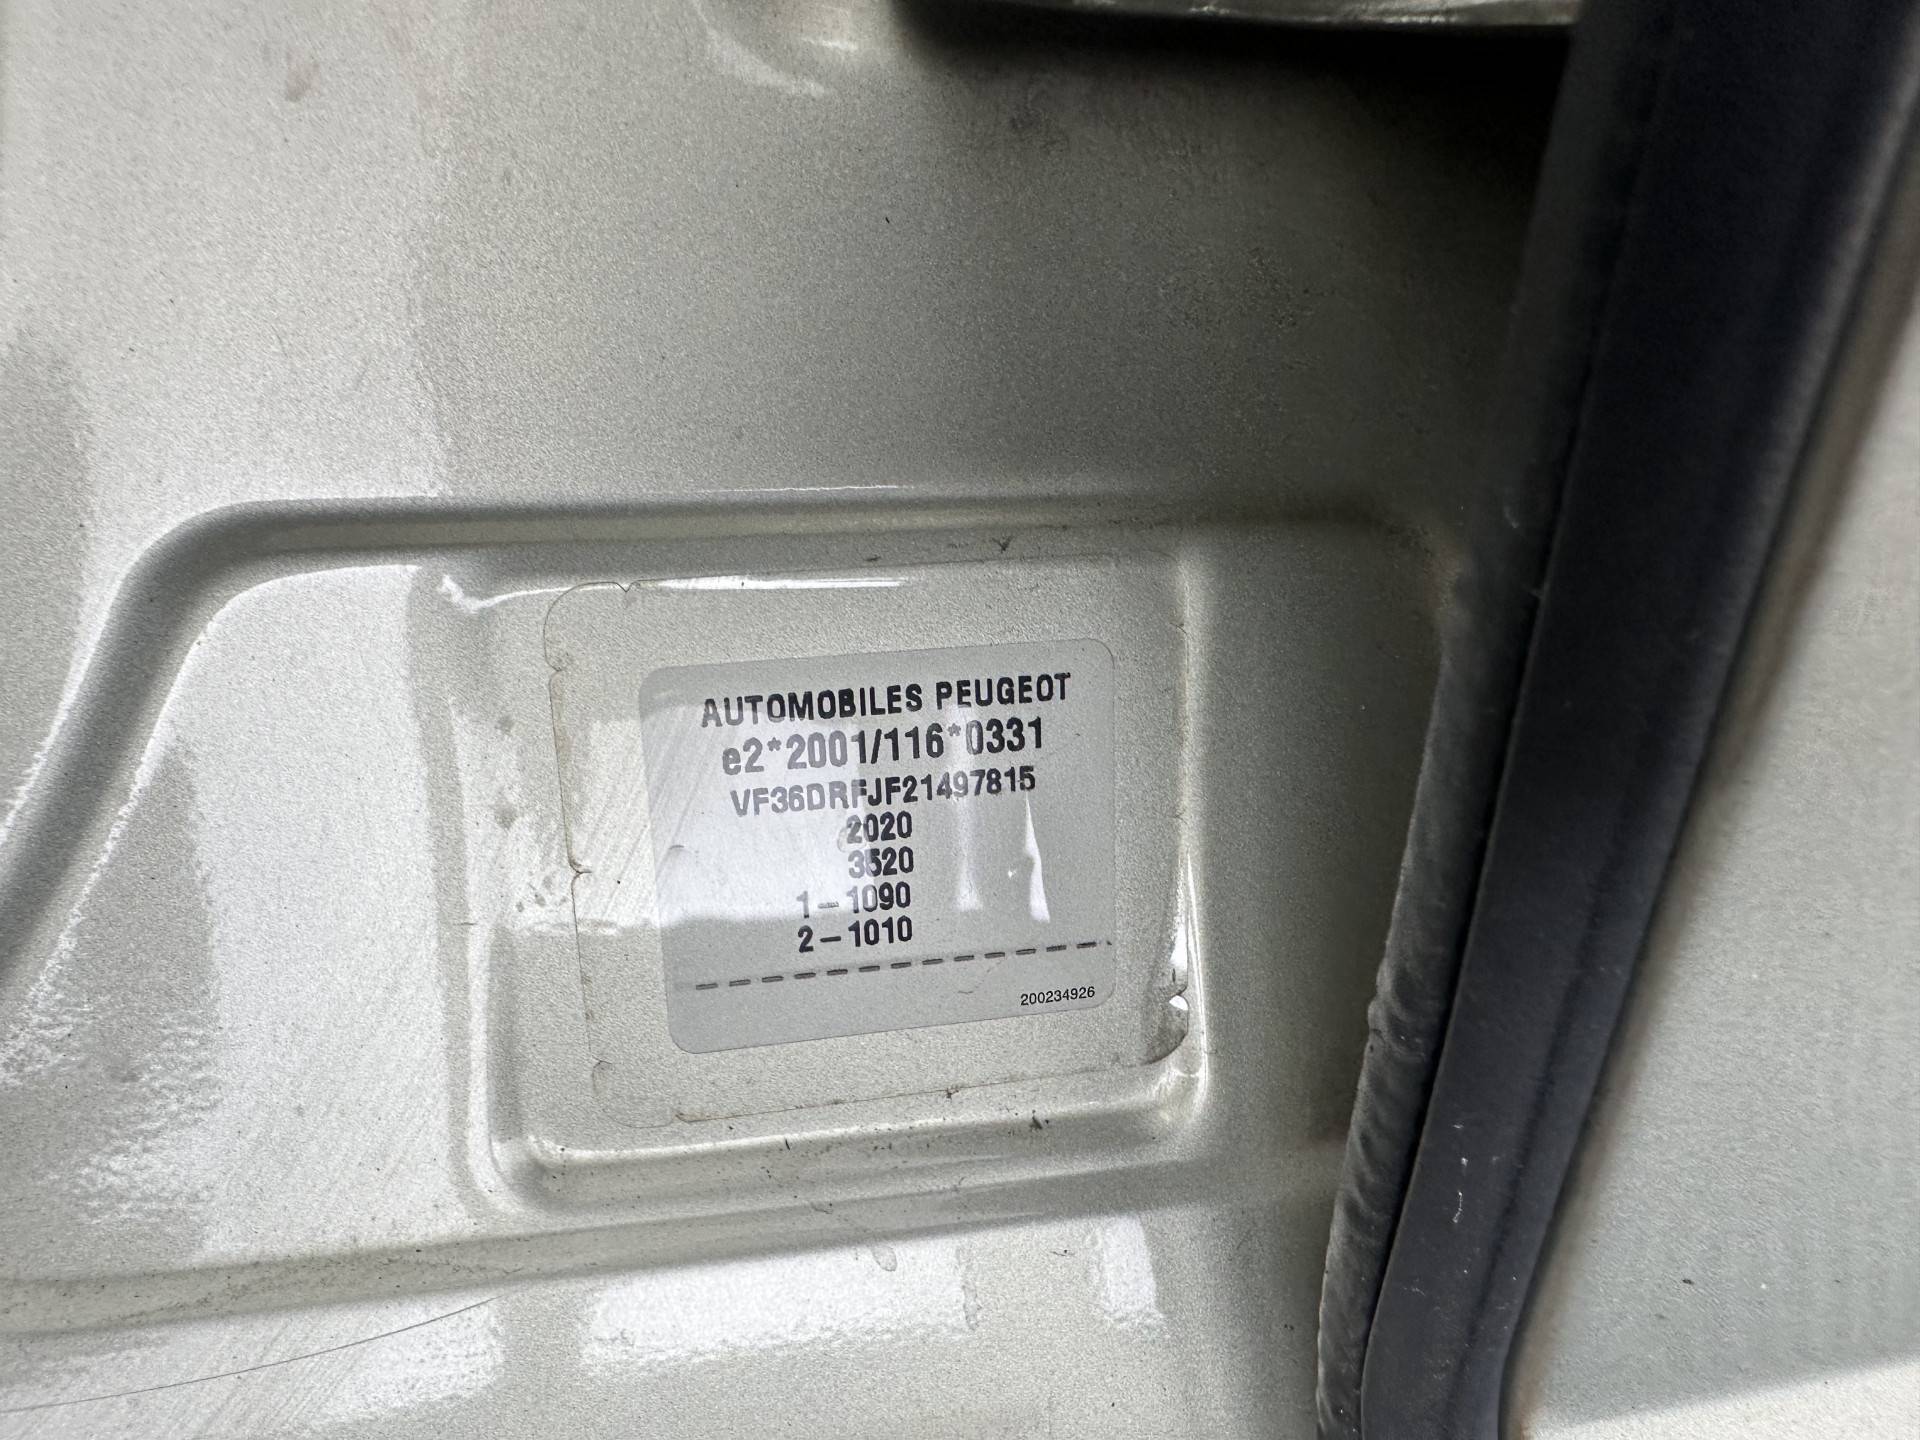 AUTOMOBILES PEUGEOT
e2*2001/116*0331
VF36DRFJF21497815
2020
3520
1-1090
2-1010
200234926